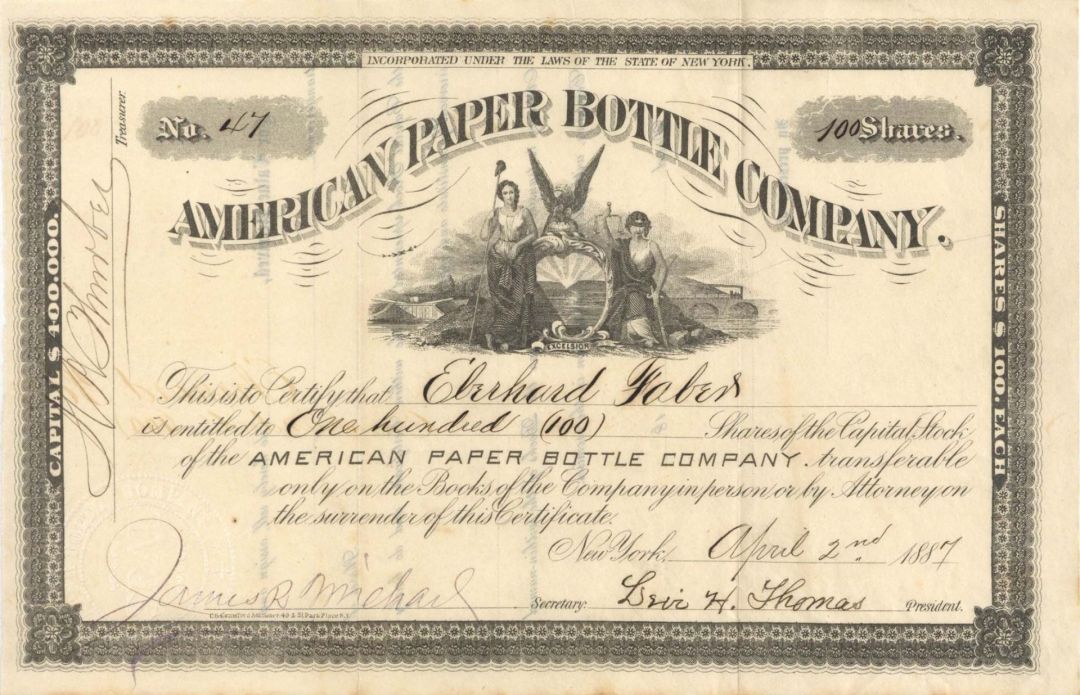 INCORPORATED UNDER THE LAWS OF THE STATE OF NEW YORK.
No. 47
100 Shares.
AMERICAN PAPER BOTTLE COMPANY.
EXCELSIOR
CAPITAL $400.000.
SHARES $100. EACH
Treasurer.
This is to Certify that Eberhard Faber
is entitled to One hundred (100) Shares of the Capital Stock
of the AMERICAN PAPER BOTTLE COMPANY transferable
only on the Books of the Company in person or by Attorney on
the surrender of this Certificate.
New York, April 2nd 1887
James R Michael Secretary. Levi H. Thomas President.